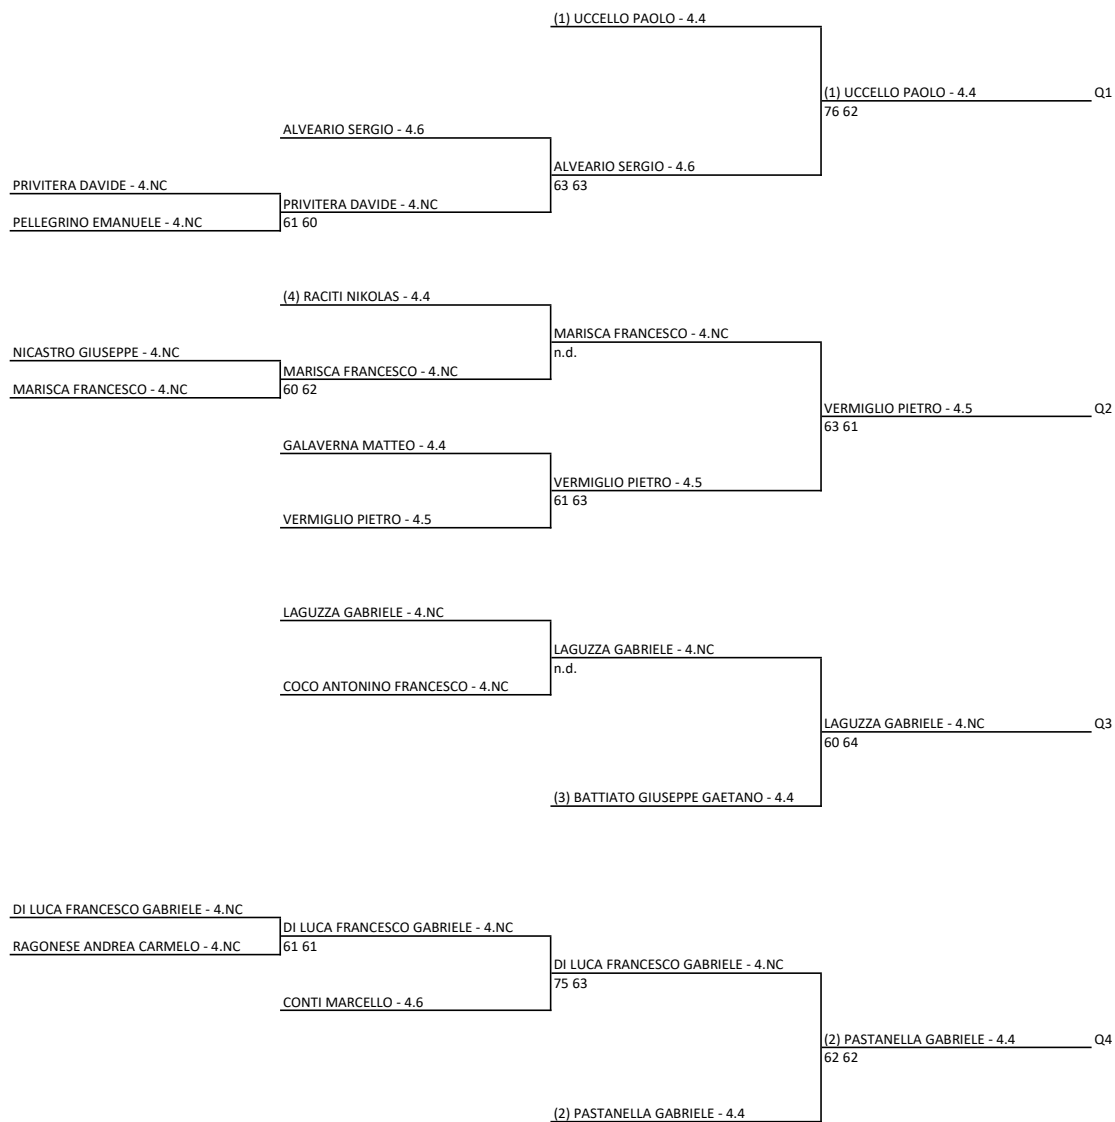 (1) UCCELLO PAOLO - 4.4
(1) UCCELLO PAOLO - 4.4 Q1
76 62
ALVEARIO SERGIO - 4.6
ALVEARIO SERGIO - 4.6
PRIVITERA DAVIDE - 4.NC 63 63
PRIVITERA DAVIDE - 4.NC
PELLEGRINO EMANUELE - 4.NC 61 60
(4) RACITI NIKOLAS - 4.4
MARISCA FRANCESCO - 4.NC
NICASTRO GIUSEPPE - 4.NC n.d.
MARISCA FRANCESCO - 4.NC
MARISCA FRANCESCO - 4.NC 60 62
VERMIGLIO PIETRO - 4.5 Q2
63 61
GALAVERNA MATTEO - 4.4
VERMIGLIO PIETRO - 4.5
61 63
VERMIGLIO PIETRO - 4.5
LAGUZZA GABRIELE - 4.NC
LAGUZZA GABRIELE - 4.NC
n.d.
COCO ANTONINO FRANCESCO - 4.NC
LAGUZZA GABRIELE - 4.NC Q3
60 64
(3) BATTIATO GIUSEPPE GAETANO - 4.4
DI LUCA FRANCESCO GABRIELE - 4.NC
DI LUCA FRANCESCO GABRIELE - 4.NC
RAGONESE ANDREA CARMELO - 4.NC 61 61
DI LUCA FRANCESCO GABRIELE - 4.NC
75 63
CONTI MARCELLO - 4.6
(2) PASTANELLA GABRIELE - 4.4 Q4
62 62
(2) PASTANELLA GABRIELE - 4.4